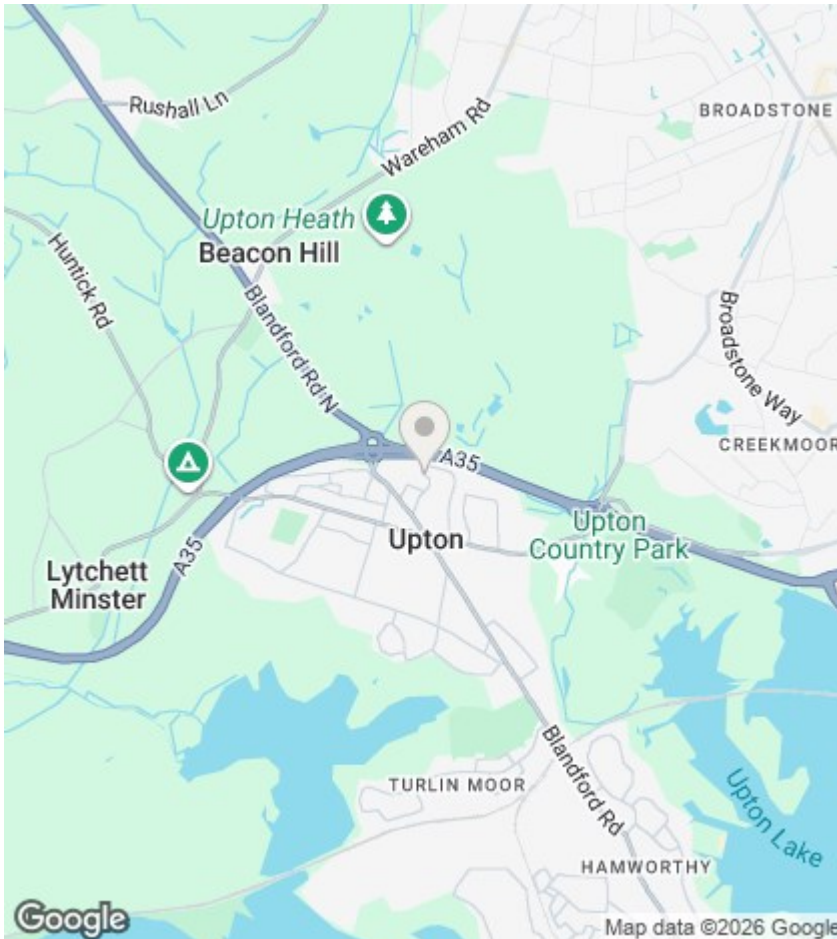 Rushall Ln
BROADSTONE
Wareham Rd
Upton Heath
Beacon Hill
Huntick Rd
Blandford Rd N
Broadstone Way
CREEKMOOR
A35
Upton
Upton
Country Park
A35
Lytchett
Minster
Blandford Rd
TURLIN MOOR
Upton Lake
HAMWORTHY
Google
Map data ©2026 Google